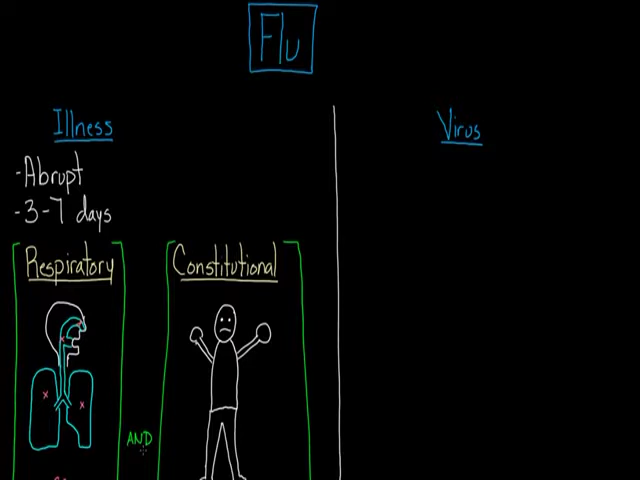 Flu
Illness
-Abrupt
-3-7 days
Respiratory
Constitutional
AND
Virus